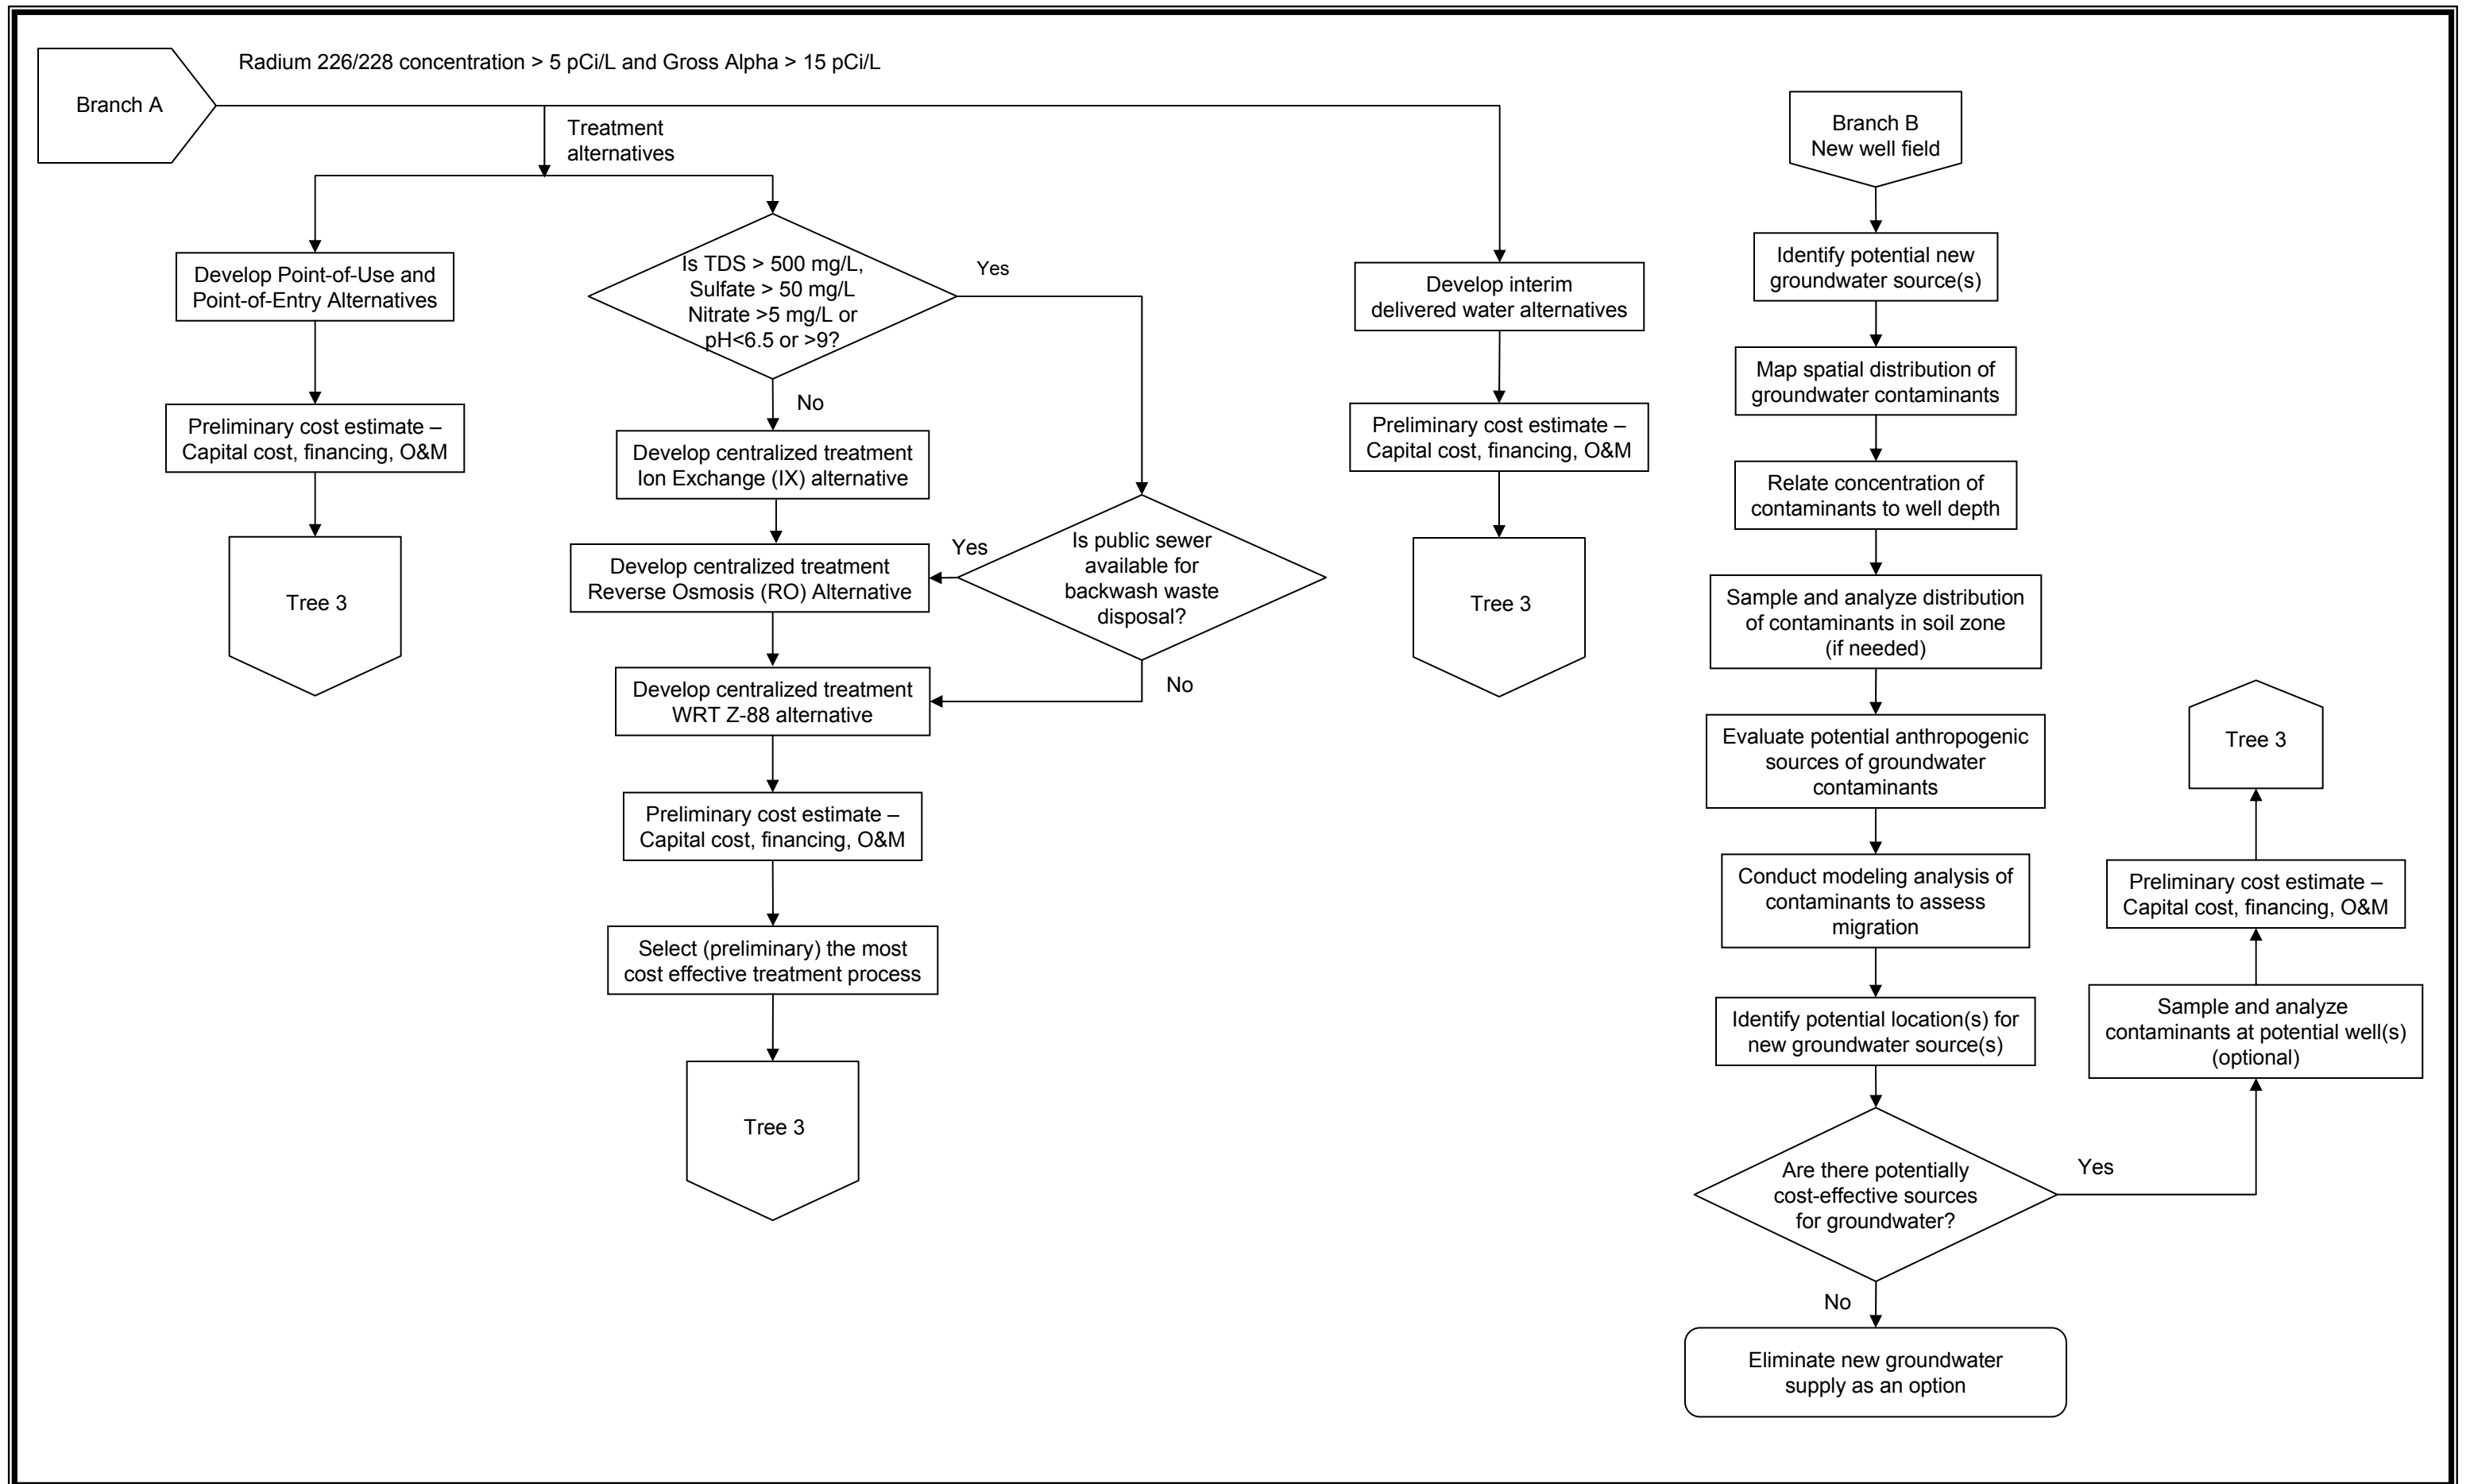 Radium 226/228 concentration > 5 pCi/L and Gross Alpha > 15 pCi/L
Branch A
Treatment
alternatives
Develop Point-of-Use and
Point-of-Entry Alternatives
Preliminary cost estimate –
Capital cost, financing, O&M
Tree 3
Is TDS > 500 mg/L,
Sulfate > 50 mg/L
Nitrate >5 mg/L or
pH<6.5 or >9?
Yes
No
Develop centralized treatment
Ion Exchange (IX) alternative
Develop centralized treatment
Reverse Osmosis (RO) Alternative
Yes
Is public sewer
available for
backwash waste
disposal?
No
Develop centralized treatment
WRT Z-88 alternative
Preliminary cost estimate –
Capital cost, financing, O&M
Select (preliminary) the most
cost effective treatment process
Tree 3
Develop interim
delivered water alternatives
Preliminary cost estimate –
Capital cost, financing, O&M
Tree 3
Branch B
New well field
Identify potential new
groundwater source(s)
Map spatial distribution of
groundwater contaminants
Relate concentration of
contaminants to well depth
Sample and analyze distribution
of contaminants in soil zone
(if needed)
Evaluate potential anthropogenic
sources of groundwater
contaminants
Conduct modeling analysis of
contaminants to assess
migration
Identify potential location(s) for
new groundwater source(s)
Are there potentially
cost-effective sources
for groundwater?
Yes
No
Eliminate new groundwater
supply as an option
Sample and analyze
contaminants at potential well(s)
(optional)
Preliminary cost estimate –
Capital cost, financing, O&M
Tree 3